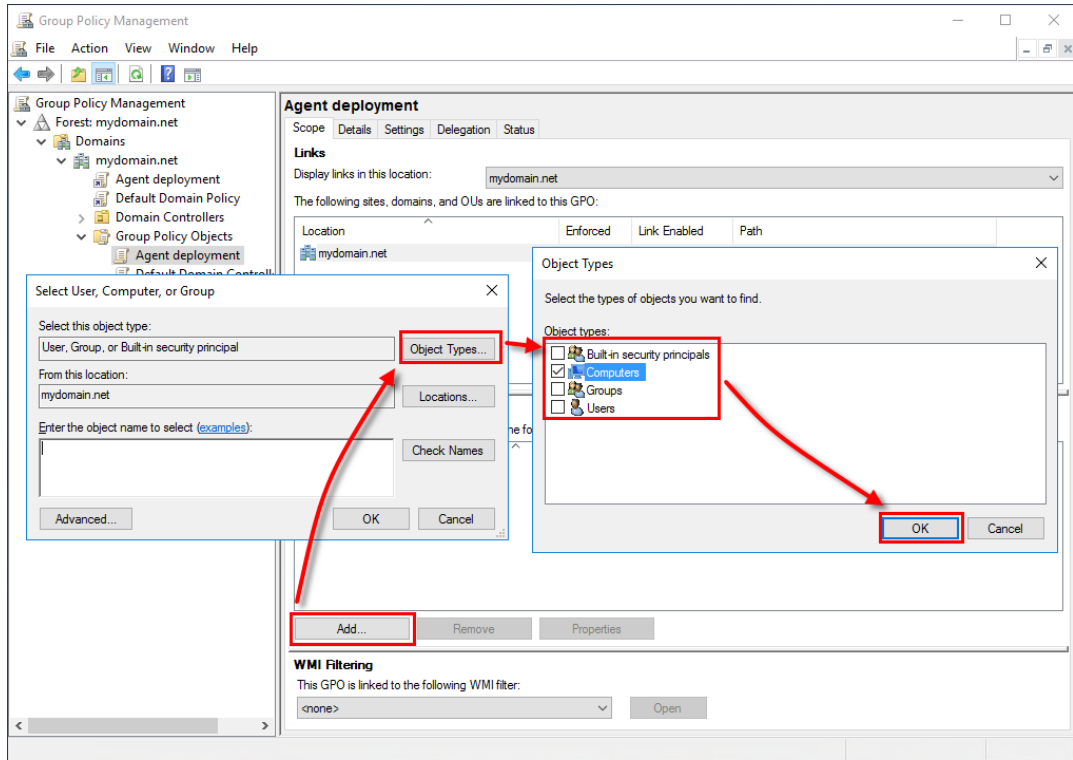 Group Policy Management
File Action View Window Help
Group Policy Management
Forest: mydomain.net
Domains
mydomain.net
Agent deployment
Default Domain Policy
Domain Controllers
Group Policy Objects
Agent deployment
Default Domain Controll
Agent deployment
Scope Details Settings Delegation Status
Links
Display links in this location: mydomain.net
The following sites, domains, and OUs are linked to this GPO:
Location Enforced Link Enabled Path
mydomain.net
Select User, Computer, or Group
Select this object type:
User, Group, or Built-in security principal Object Types...
From this location:
mydomain.net Locations...
Enter the object name to select (examples):
Check Names
Advanced... OK Cancel
Object Types
Select the types of objects you want to find.
Object types:
Built-in security principals
Computers
Groups
Users
OK Cancel
Add... Remove Properties
WMI Filtering
This GPO is linked to the following WMI filter:
<none> Open